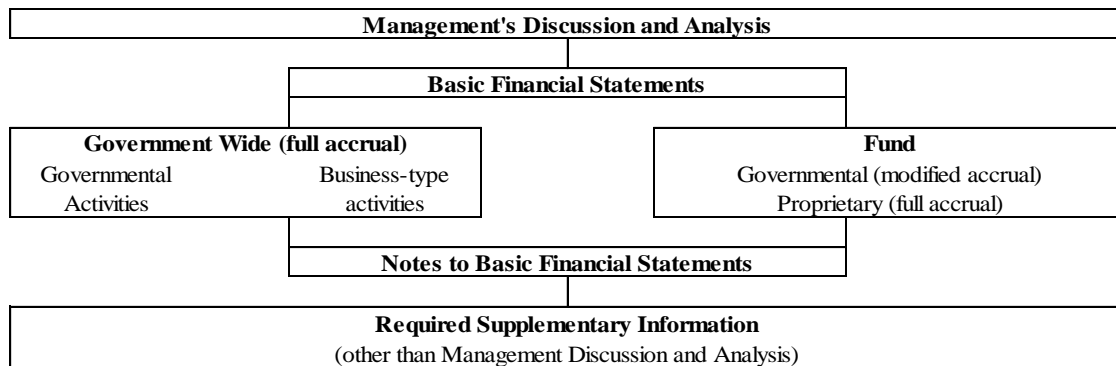 Management's Discussion and Analysis
Basic Financial Statements
Government Wide (full accrual)
Governmental
Activities
Business-type
activities
Fund
Governmental (modified accrual)
Proprietary (full accrual)
Notes to Basic Financial Statements
Required Supplementary Information
(other than Management Discussion and Analysis)